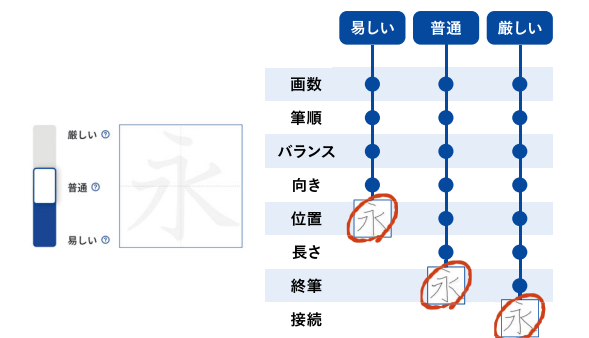 厳しい
普通
易しい
永
易しい 普通 厳しい
画数
筆順
バランス
向き
位置
永
長さ
終筆
永
接続
永